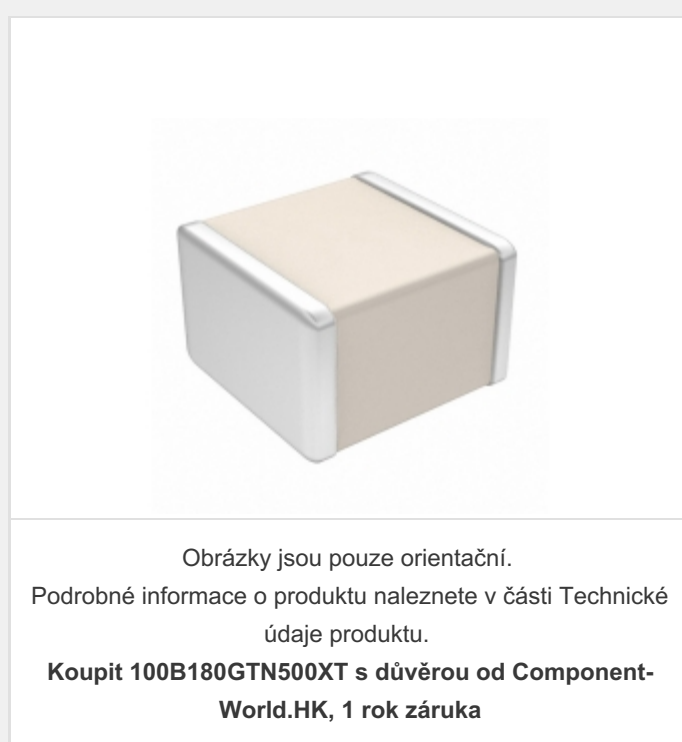 Obrázky jsou pouze orientační.
Podrobné informace o produktu naleznete v části Technické
údaje produktu.
Koupit 100B180GTN500XT s důvěrou od Component-
World.HK, 1 rok záruka